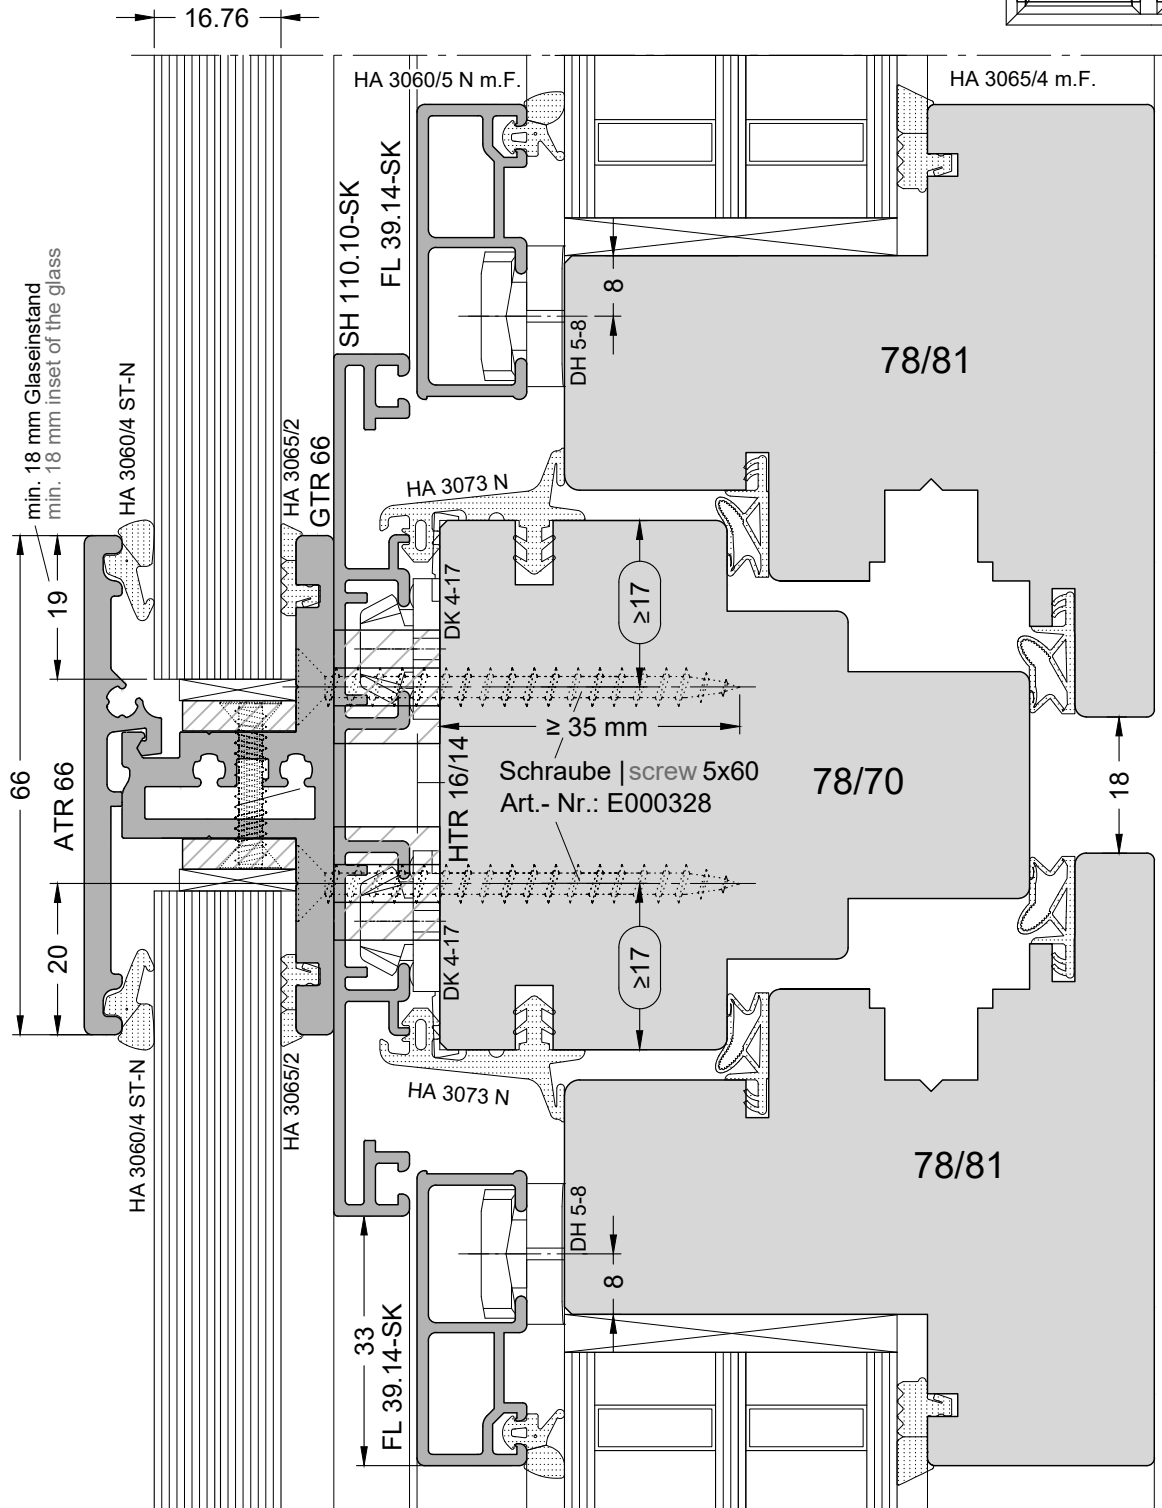 16.76
HA 3060/5 N m.F.
HA 3065/4 m.F.
SH 110.10-SK
FL 39.14-SK
min. 18 mm Glaseinstand
min. 18 mm inset of the glass
HA 3060/4 ST-N
HA 3065/2
GTR 66
8
DH 5-8
78/81
HA 3073 N
19
66
ATR 66
20
DK 4-17
≥17
≥ 35 mm
HTR 16/14
Schraube | screw 5x60
Art.- Nr.: E000328
78/70
18
DK 4-17
≥17
HA 3060/4 ST-N
HA 3065/2
HA 3073 N
78/81
DH 5-8
8
33
FL 39.14-SK